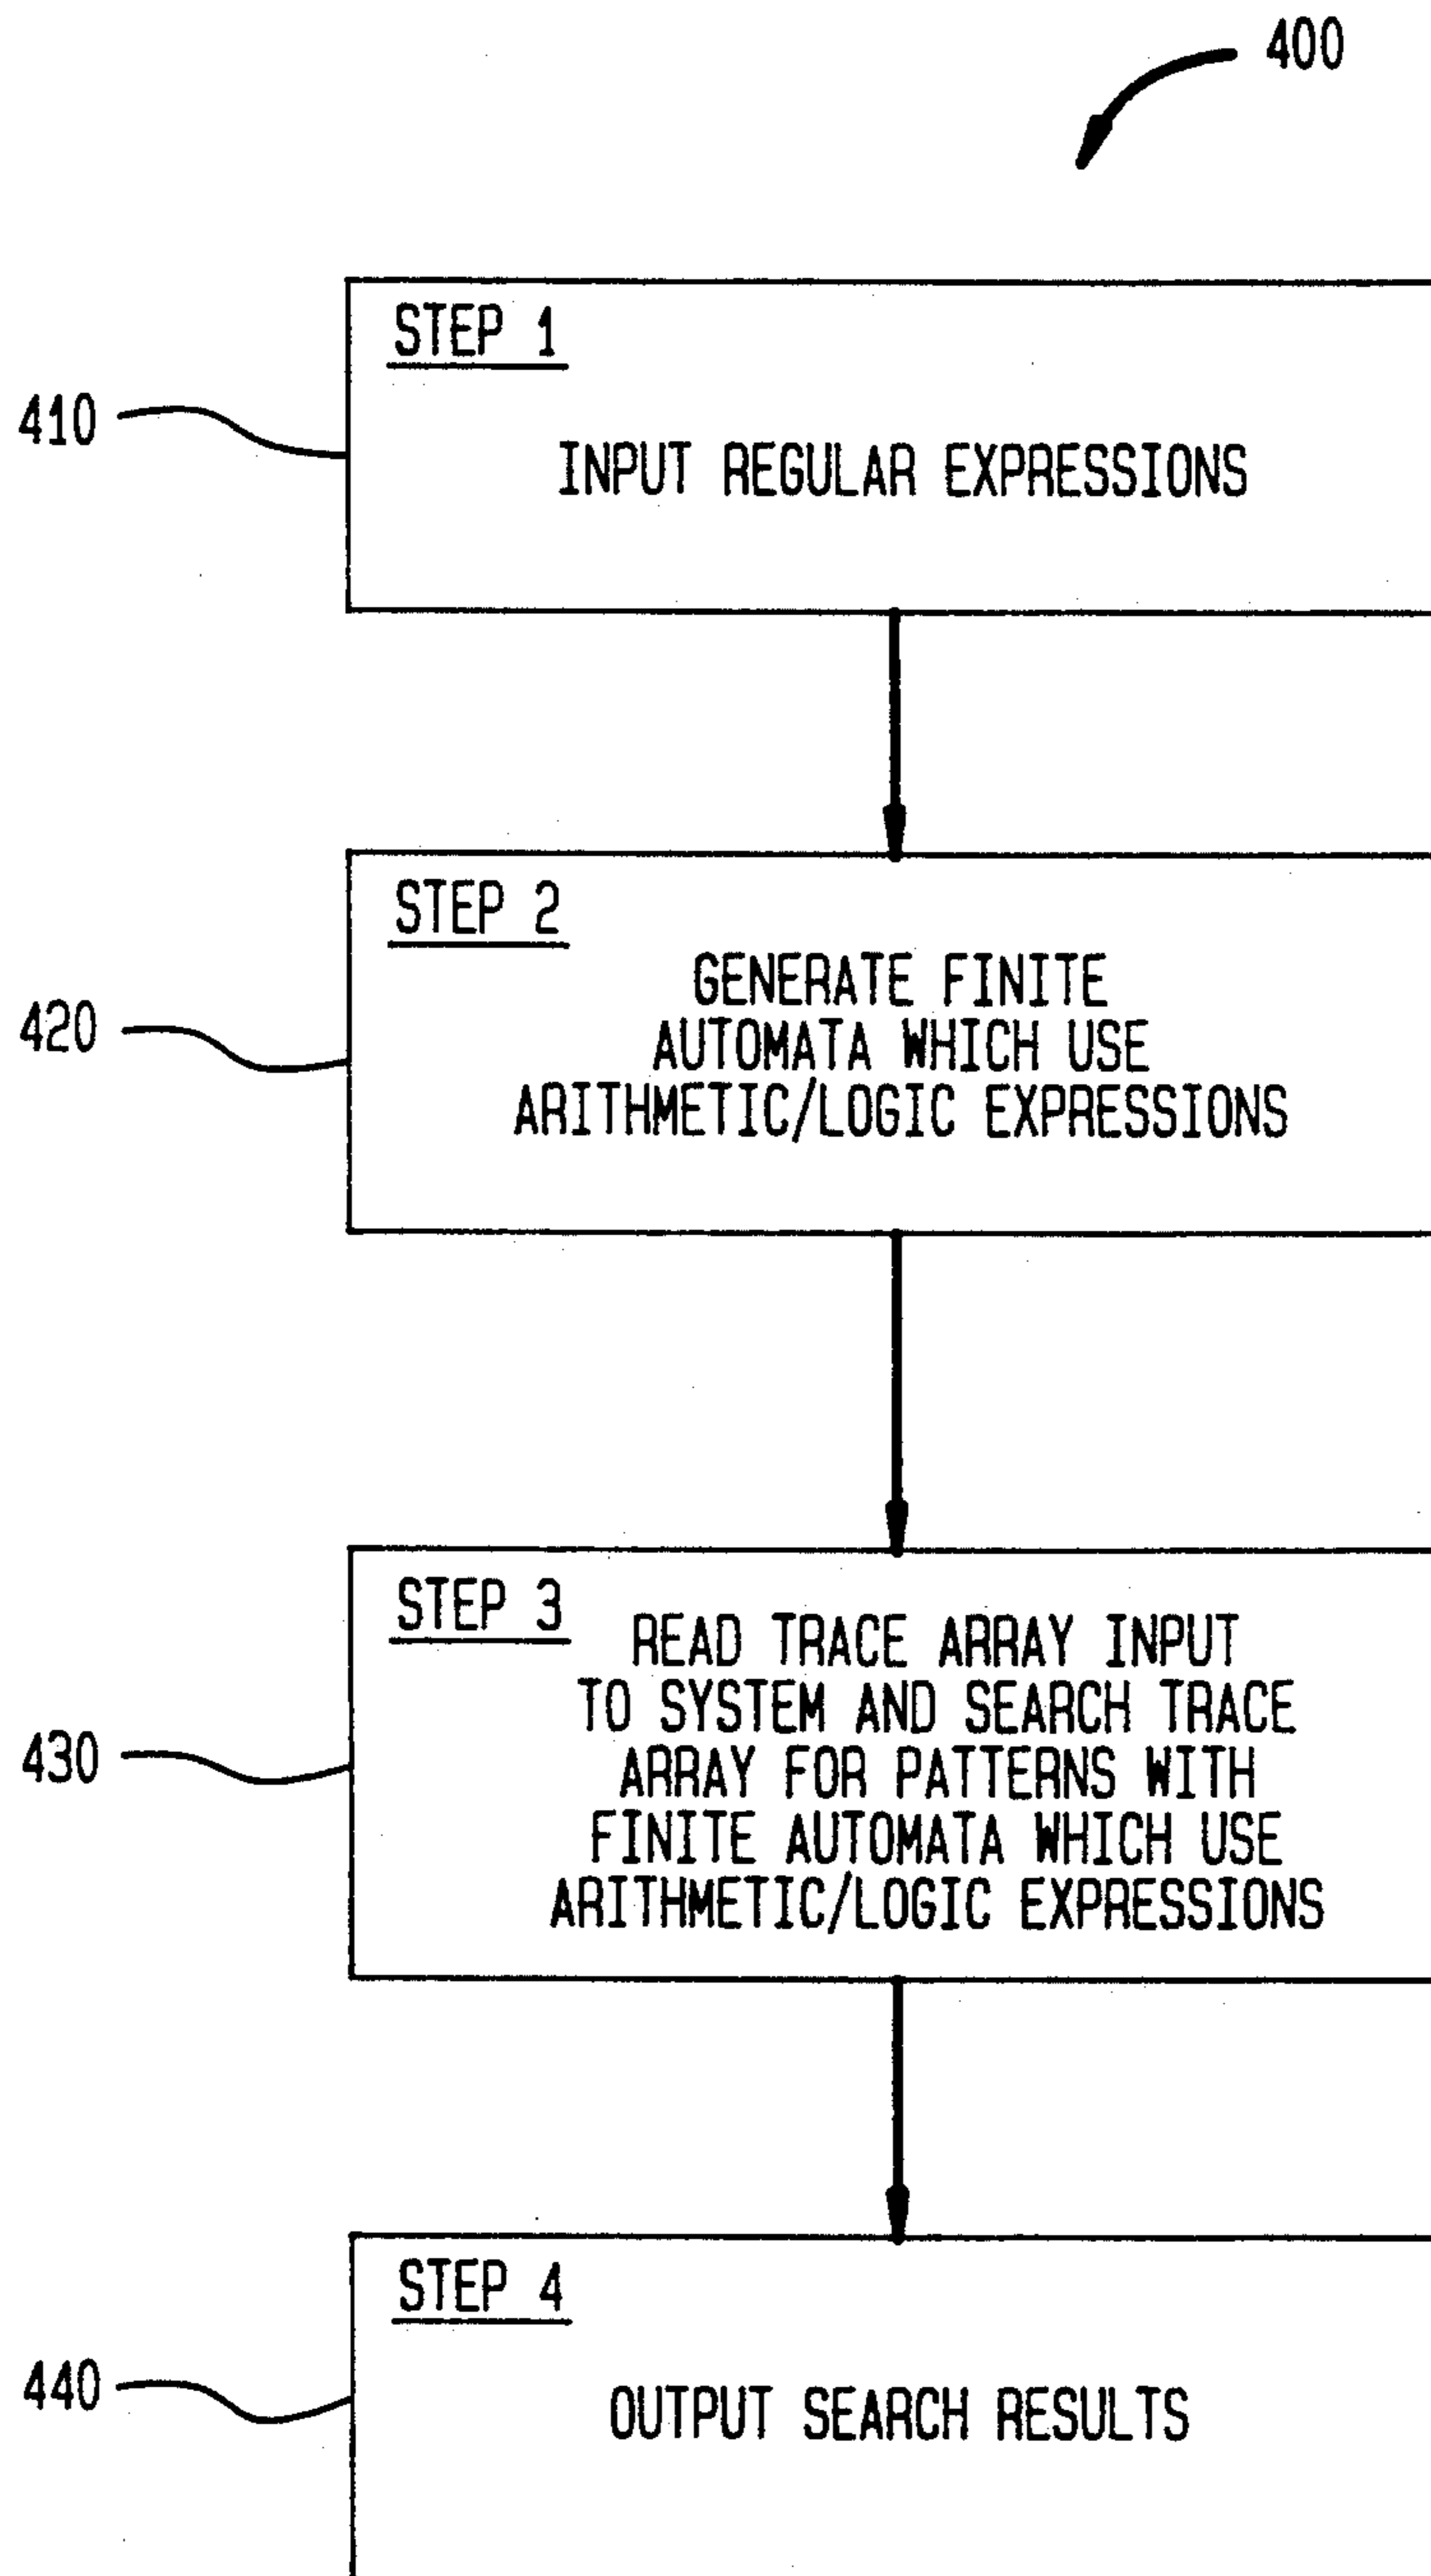 400
STEP 1
410
INPUT REGULAR EXPRESSIONS
STEP 2
GENERATE FINITE
420
AUTOMATA WHICH USE
ARITHMETIC/LOGIC EXPRESSIONS
STEP 3
READ TRACE ARRAY INPUT
TO SYSTEM AND SEARCH TRACE
430
ARRAY FOR PATTERNS WITH
FINITE AUTOMATA WHICH USE
ARITHMETIC/LOGIC EXPRESSIONS
STEP 4
440
OUTPUT SEARCH RESULTS